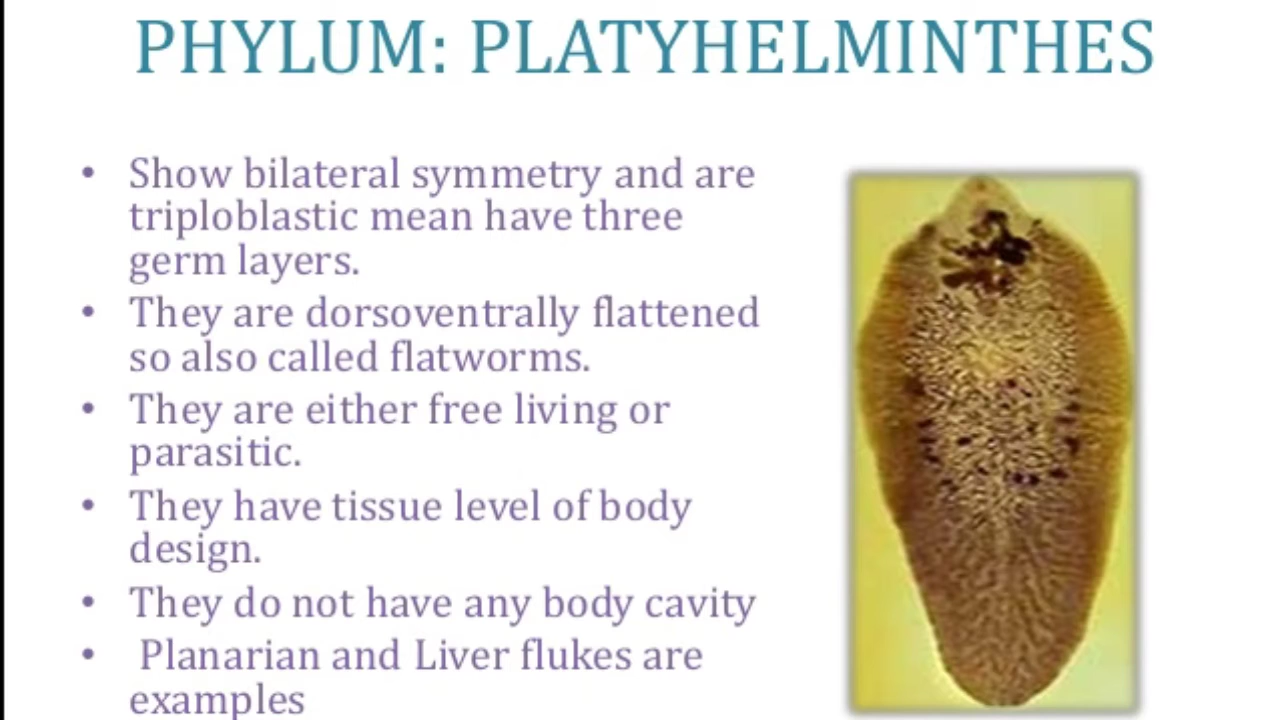 PHYLUM: PLATYHELMINTHES
• Show bilateral symmetry and are
triploblastic mean have three
germ layers.
• They are dorsoventrally flattened
so also called flatworms.
• They are either free living or
parasitic.
• They have tissue level of body
design.
• They do not have any body cavity
• Planarian and Liver flukes are
examples